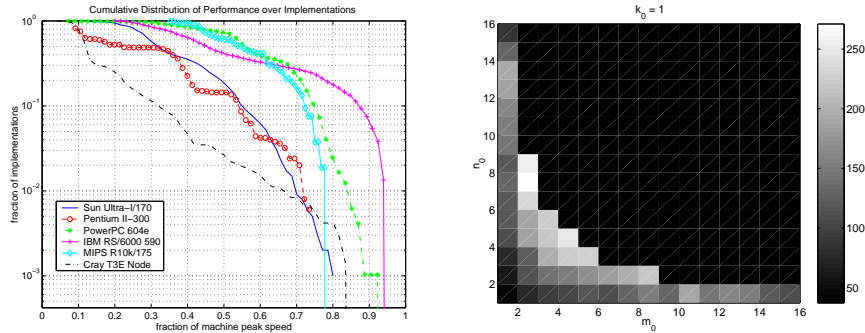 Cumulative Distribution of Performance over Implementations
10^0
10^-1
10^-2
10^-3
fraction of implementations
Sun Ultra-I/170
Pentium II-300
PowerPC 604e
IBM RS/6000 590
MIPS R10k/175
Cray T3E Node
0 0.1 0.2 0.3 0.4 0.5 0.6 0.7 0.8 0.9 1
fraction of machine peak speed
k_0 = 1
16
14
12
10
8
6
4
2
n_0
2 4 6 8 10 12 14 16
m_0
250
200
150
100
50